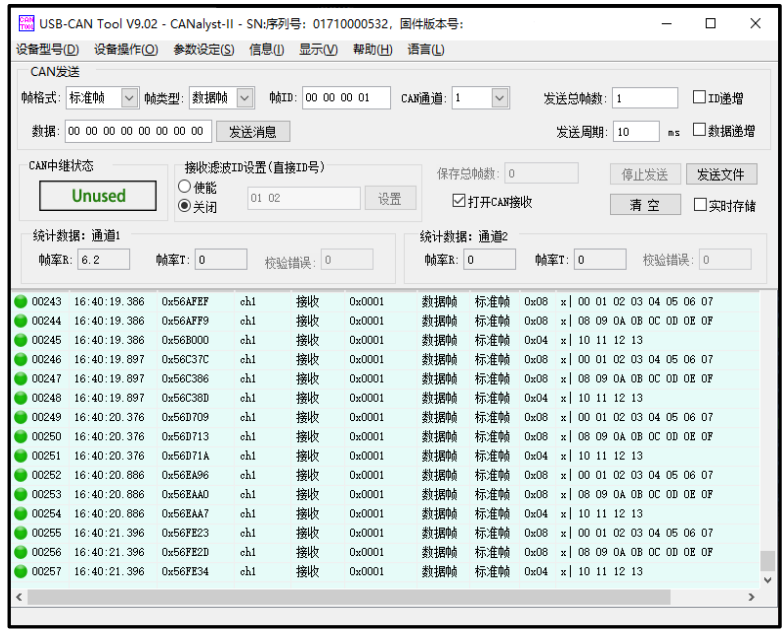 USB-CAN Tool V9.02 - CANalyst-II - SN:序列号: 01710000532, 固件版本号:
设备型号(D) 设备操作(O) 参数设定(S) 信息(I) 显示(V) 帮助(H) 语言(L)
CAN发送
帧格式: 标准帧 帧类型: 数据帧 帧ID: 00 00 00 01 CAN通道: 1 发送总帧数: 1 ID递增
数据: 00 00 00 00 00 00 00 00 发送消息 发送周期: 10 ms 数据递增
CAN中继状态 接收滤波ID设置(直接ID号) 保存总帧数: 0 停止发送 发送文件
Unused 使能 01 02 设置 打开CAN接收 清 空 实时存储
关闭
统计数据: 通道1 统计数据: 通道2
帧率R: 6.2 帧率T: 0 校验错误: 0 帧率R: 0 帧率T: 0 校验错误: 0
00243 16:40:19.386 0x56AFEF ch1 接收 0x0001 数据帧 标准帧 0x08 x| 00 01 02 03 04 05 06 07
00244 16:40:19.386 0x56AFF9 ch1 接收 0x0001 数据帧 标准帧 0x08 x| 08 09 0A 0B 0C 0D 0E 0F
00245 16:40:19.386 0x56B000 ch1 接收 0x0001 数据帧 标准帧 0x04 x| 10 11 12 13
00246 16:40:19.897 0x56C37C ch1 接收 0x0001 数据帧 标准帧 0x08 x| 00 01 02 03 04 05 06 07
00247 16:40:19.897 0x56C386 ch1 接收 0x0001 数据帧 标准帧 0x08 x| 08 09 0A 0B 0C 0D 0E 0F
00248 16:40:19.897 0x56C38D ch1 接收 0x0001 数据帧 标准帧 0x04 x| 10 11 12 13
00249 16:40:20.376 0x56D709 ch1 接收 0x0001 数据帧 标准帧 0x08 x| 00 01 02 03 04 05 06 07
00250 16:40:20.376 0x56D713 ch1 接收 0x0001 数据帧 标准帧 0x08 x| 08 09 0A 0B 0C 0D 0E 0F
00251 16:40:20.376 0x56D71A ch1 接收 0x0001 数据帧 标准帧 0x04 x| 10 11 12 13
00252 16:40:20.886 0x56EA96 ch1 接收 0x0001 数据帧 标准帧 0x08 x| 00 01 02 03 04 05 06 07
00253 16:40:20.886 0x56EAA0 ch1 接收 0x0001 数据帧 标准帧 0x08 x| 08 09 0A 0B 0C 0D 0E 0F
00254 16:40:20.886 0x56EAA7 ch1 接收 0x0001 数据帧 标准帧 0x04 x| 10 11 12 13
00255 16:40:21.396 0x56FE23 ch1 接收 0x0001 数据帧 标准帧 0x08 x| 00 01 02 03 04 05 06 07
00256 16:40:21.396 0x56FE2D ch1 接收 0x0001 数据帧 标准帧 0x08 x| 08 09 0A 0B 0C 0D 0E 0F
00257 16:40:21.396 0x56FE34 ch1 接收 0x0001 数据帧 标准帧 0x04 x| 10 11 12 13